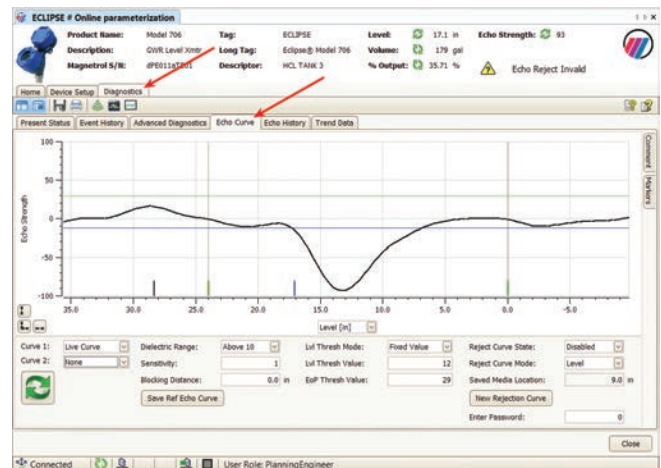 ECLIPSE # Online parameterization
Product Name: Model 706 Tag: ECLIPSE Level: 17.1 in Echo Strength: 93
Description: GWR Level Xmtr Long Tag: Eclipse® Model 706 Volume: 179 gal
Magnetrol S/N: Descriptor: HCL TANK 3 % Output: 35.71 % Echo Reject Invalid
Home Device Setup Diagnostics
Present Status Event History Advanced Diagnostics Echo Curve Echo History Trend Data
Comment
Markers
Echo Strength
100
50
0
-50
-100
35.0 30.0 25.0 20.0 15.0 10.0 5.0 0.0 -5.0
Level [in]
Curve 1: Live Curve Dielectric Range: Above 10 Lvl Thresh Mode: Fixed Value Reject Curve State: Disabled
Curve 2: None Sensitivity: 1 Lvl Thresh Value: 12 Reject Curve Mode: Level
Blocking Distance: 0.0 in EoP Thresh Value: 29 Saved Media Location: 9.0 in
Save Ref Echo Curve New Rejection Curve
Enter Password: 0
Close
Connected User Role: PlanningEngineer